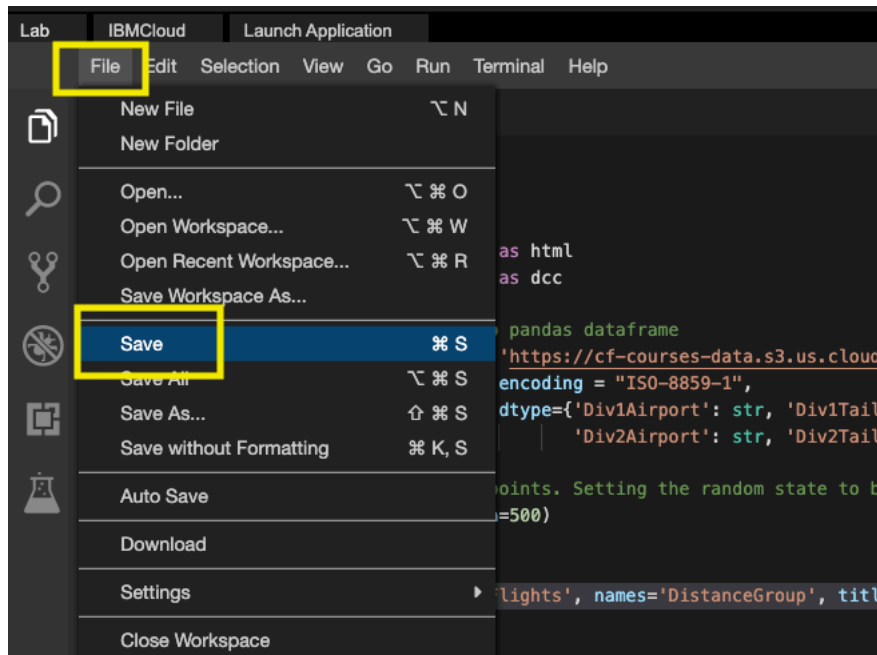 Lab IBMCloud Launch Application
File Edit Selection View Go Run Terminal Help
New File ⌥ N
New Folder
Open... ⌥ ⌘ O
Open Workspace... ⌥ ⌘ W
Open Recent Workspace... ⌥ ⌘ R
Save Workspace As...
Save ⌘ S
Save All ⌥ ⌘ S
Save As... ⇧ ⌘ S
Save without Formatting ⌘ K, S
Auto Save
Download
Settings
Close Workspace
as html
as dcc
pandas dataframe
'https://cf-courses-data.s3.us.cloud
encoding = "ISO-8859-1",
dtype={'Div1Airport': str, 'Div1Tail
'Div2Airport': str, 'Div2Tail
oints. Setting the random state to b
=500)
lights', names='DistanceGroup', titl